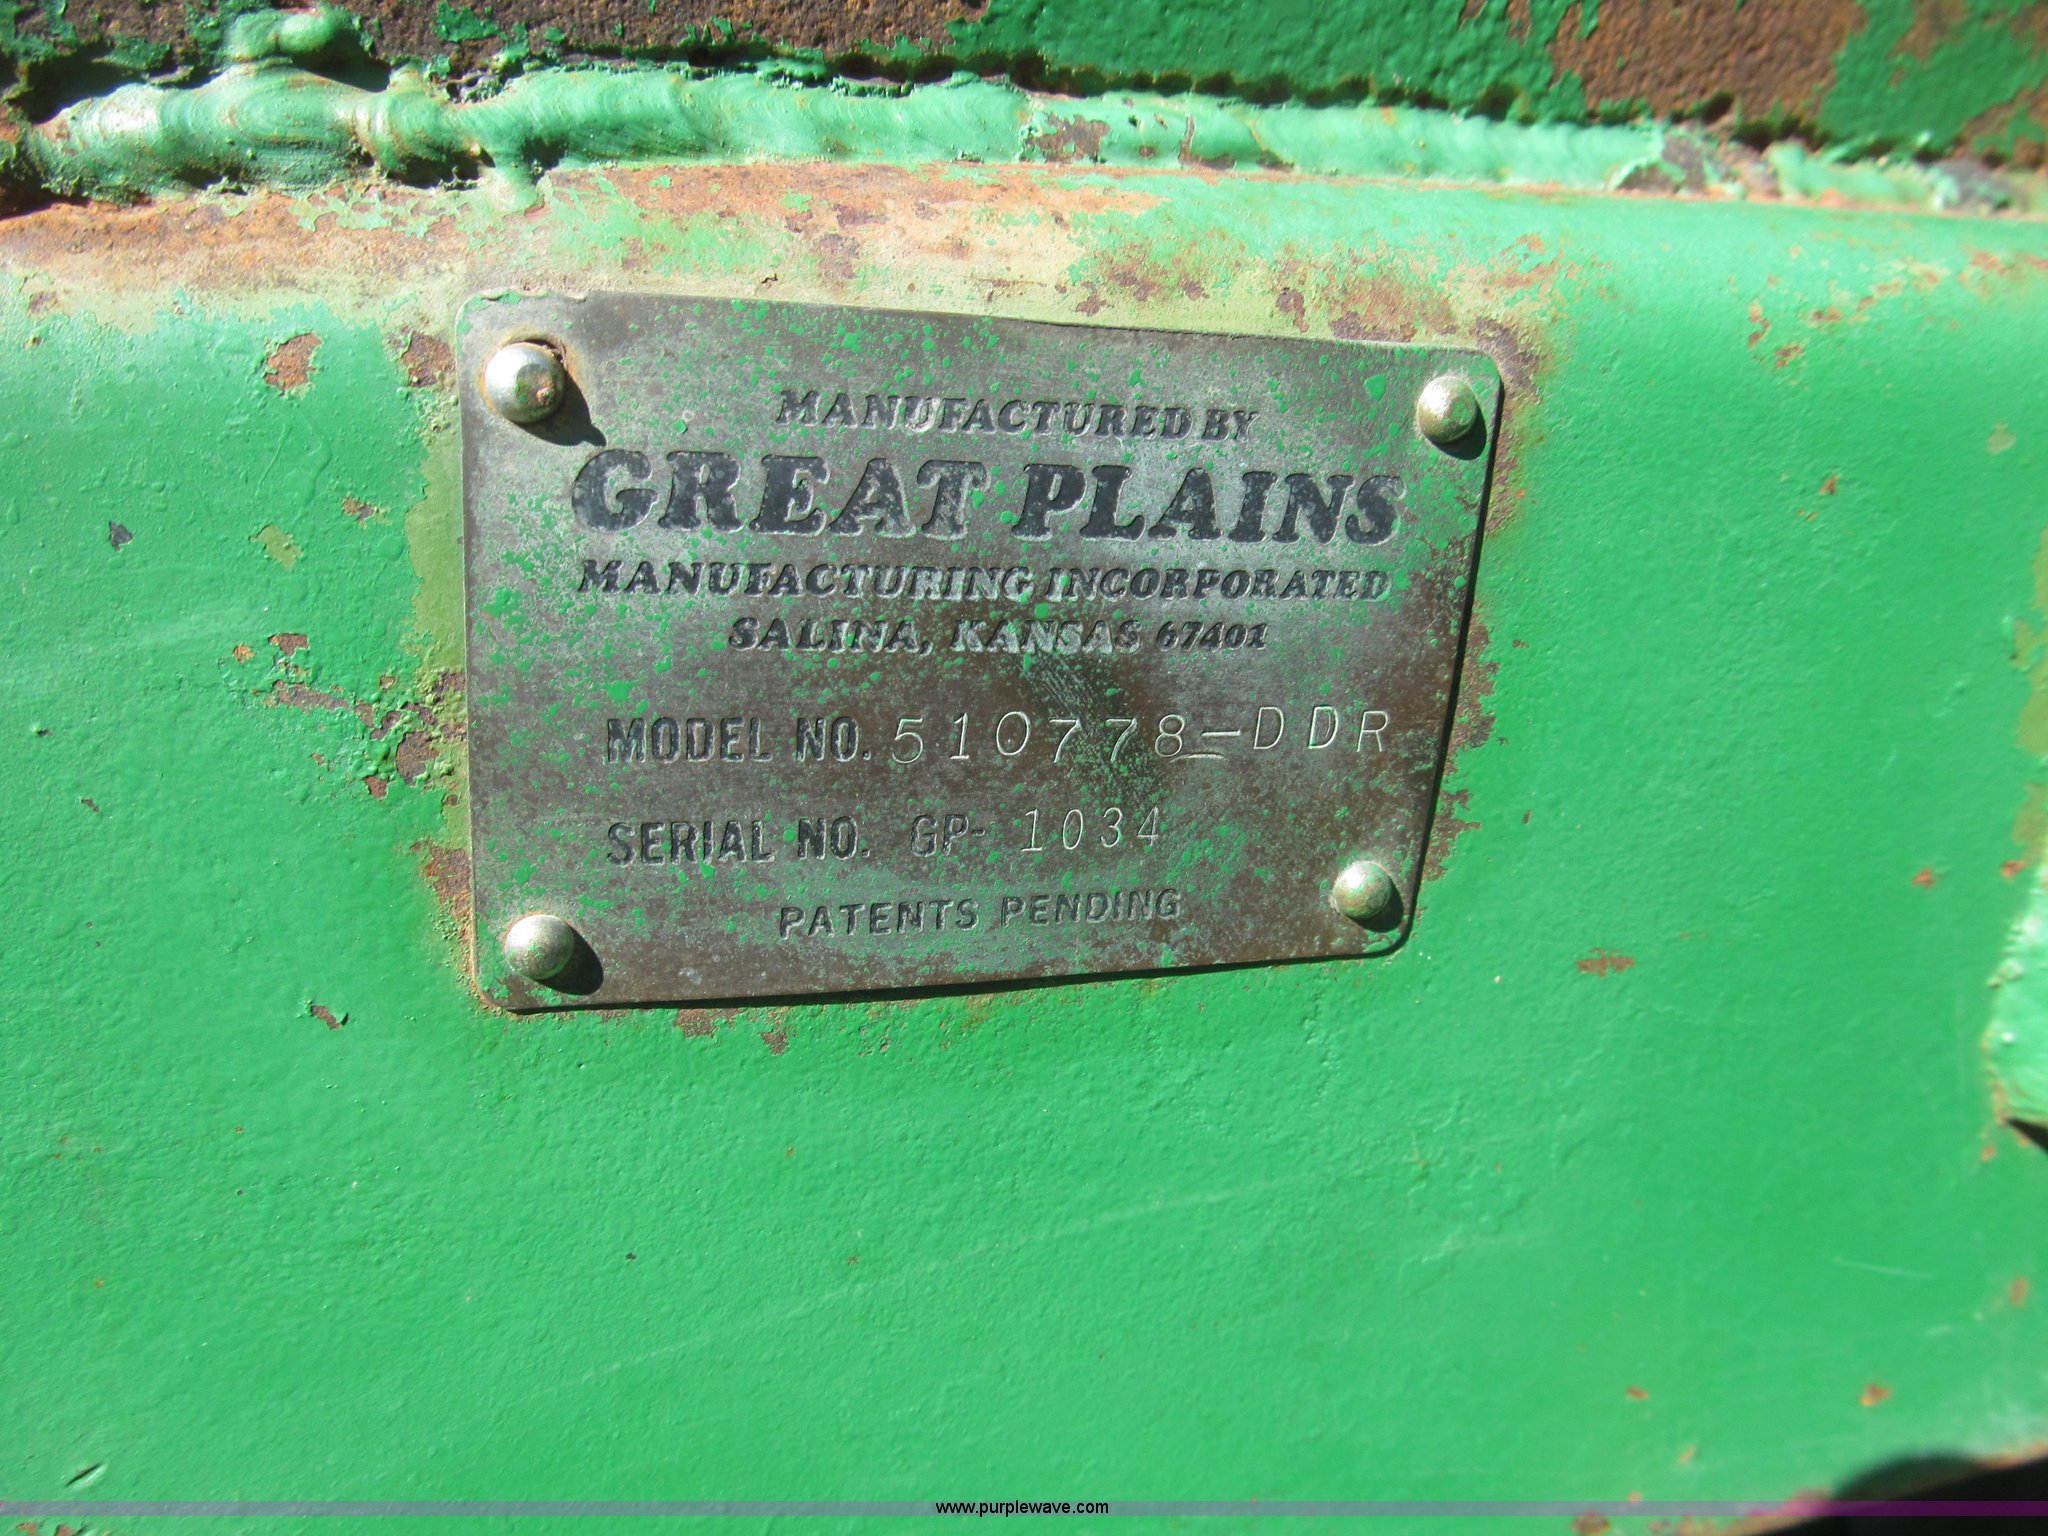 MANUFACTURED BY
GREAT PLAINS
MANUFACTURING INCORPORATED
SALINA, KANSAS 67401
MODEL NO. 510778-DDR
SERIAL NO. GP- 1034
PATENTS PENDING
www.purplewave.com